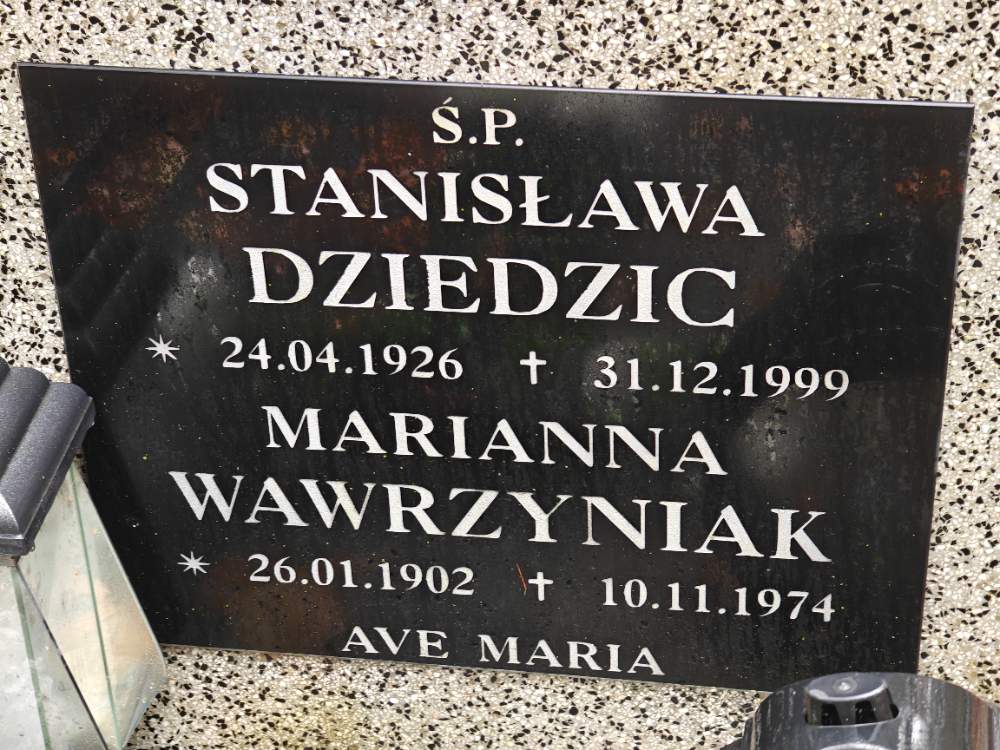 Ś.P.
STANISŁAWA
DZIEDZIC
* 24.04.1926 † 31.12.1999
MARIANNA
WAWRZYNIAK
* 26.01.1902 † 10.11.1974
AVE MARIA